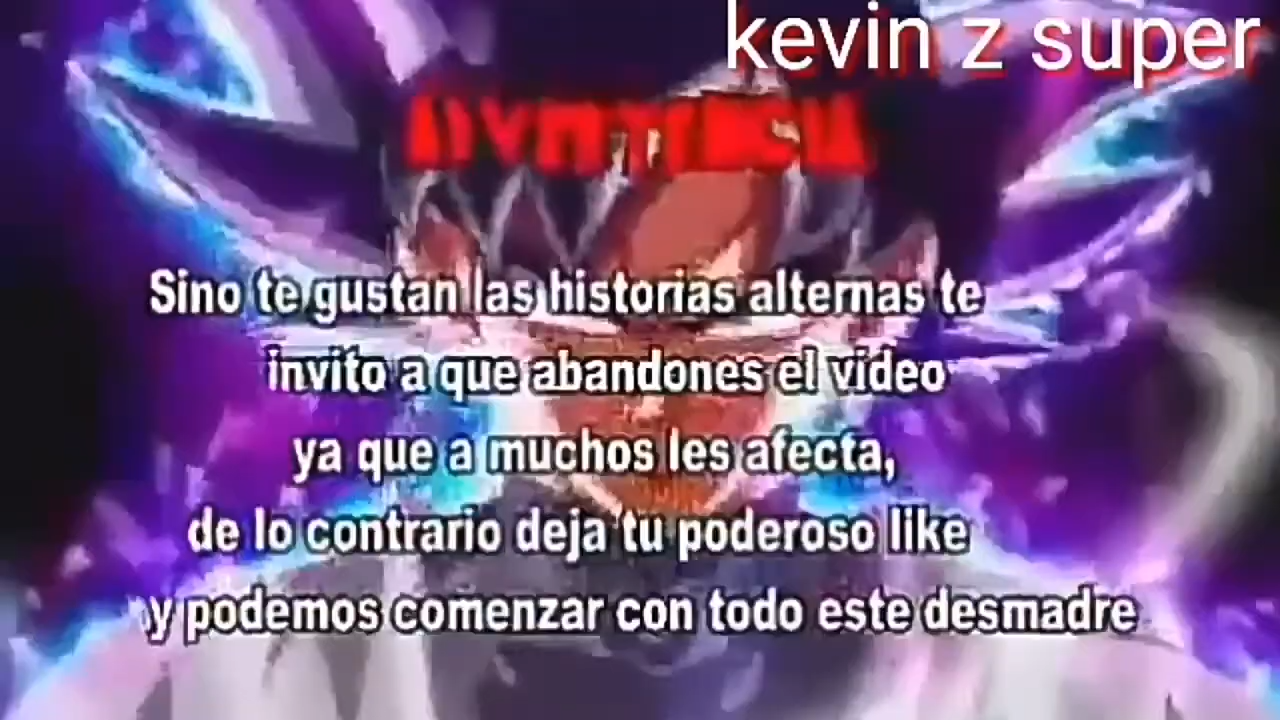 kevin z super
ADVERTENCIA
Sino te gustan las historias alternas te
invito a que abandones el video
ya que a muchos les afecta,
de lo contrario deja tu poderoso like
y podemos comenzar con todo este desmadre